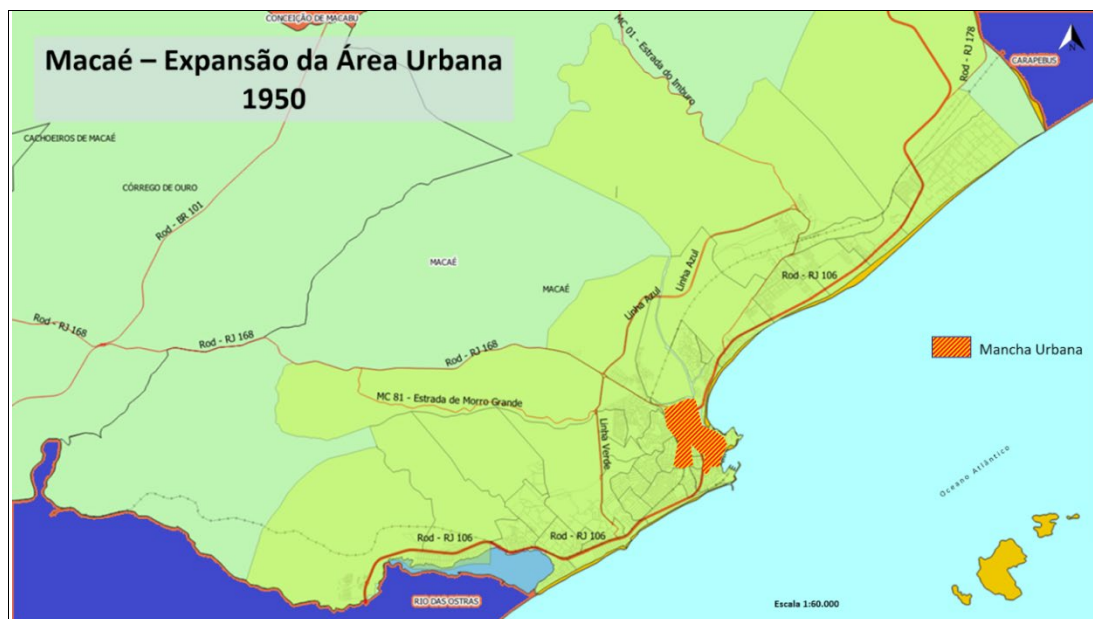 CONCEIÇÃO DE MACABU
Macaé – Expansão da Área Urbana
1950
MC 01 - Estrada do Imburo
Rod - RJ 178
N
CARAPEBUS
CACHOEIROS DE MACAÉ
CÓRREGO DE OURO
Rod - BR 101
MACAÉ
MACAÉ
Linha Azul
Linha Azul
Rod - RJ 106
Rod - RJ 168
Rod - RJ 168
Rod - RJ 168
Mancha Urbana
MC 81 - Estrada de Morro Grande
Linha Verde
Oceano Atlântico
Rod - RJ 106
Rod - RJ 106
RIO DAS OSTRAS
Escala 1:60.000